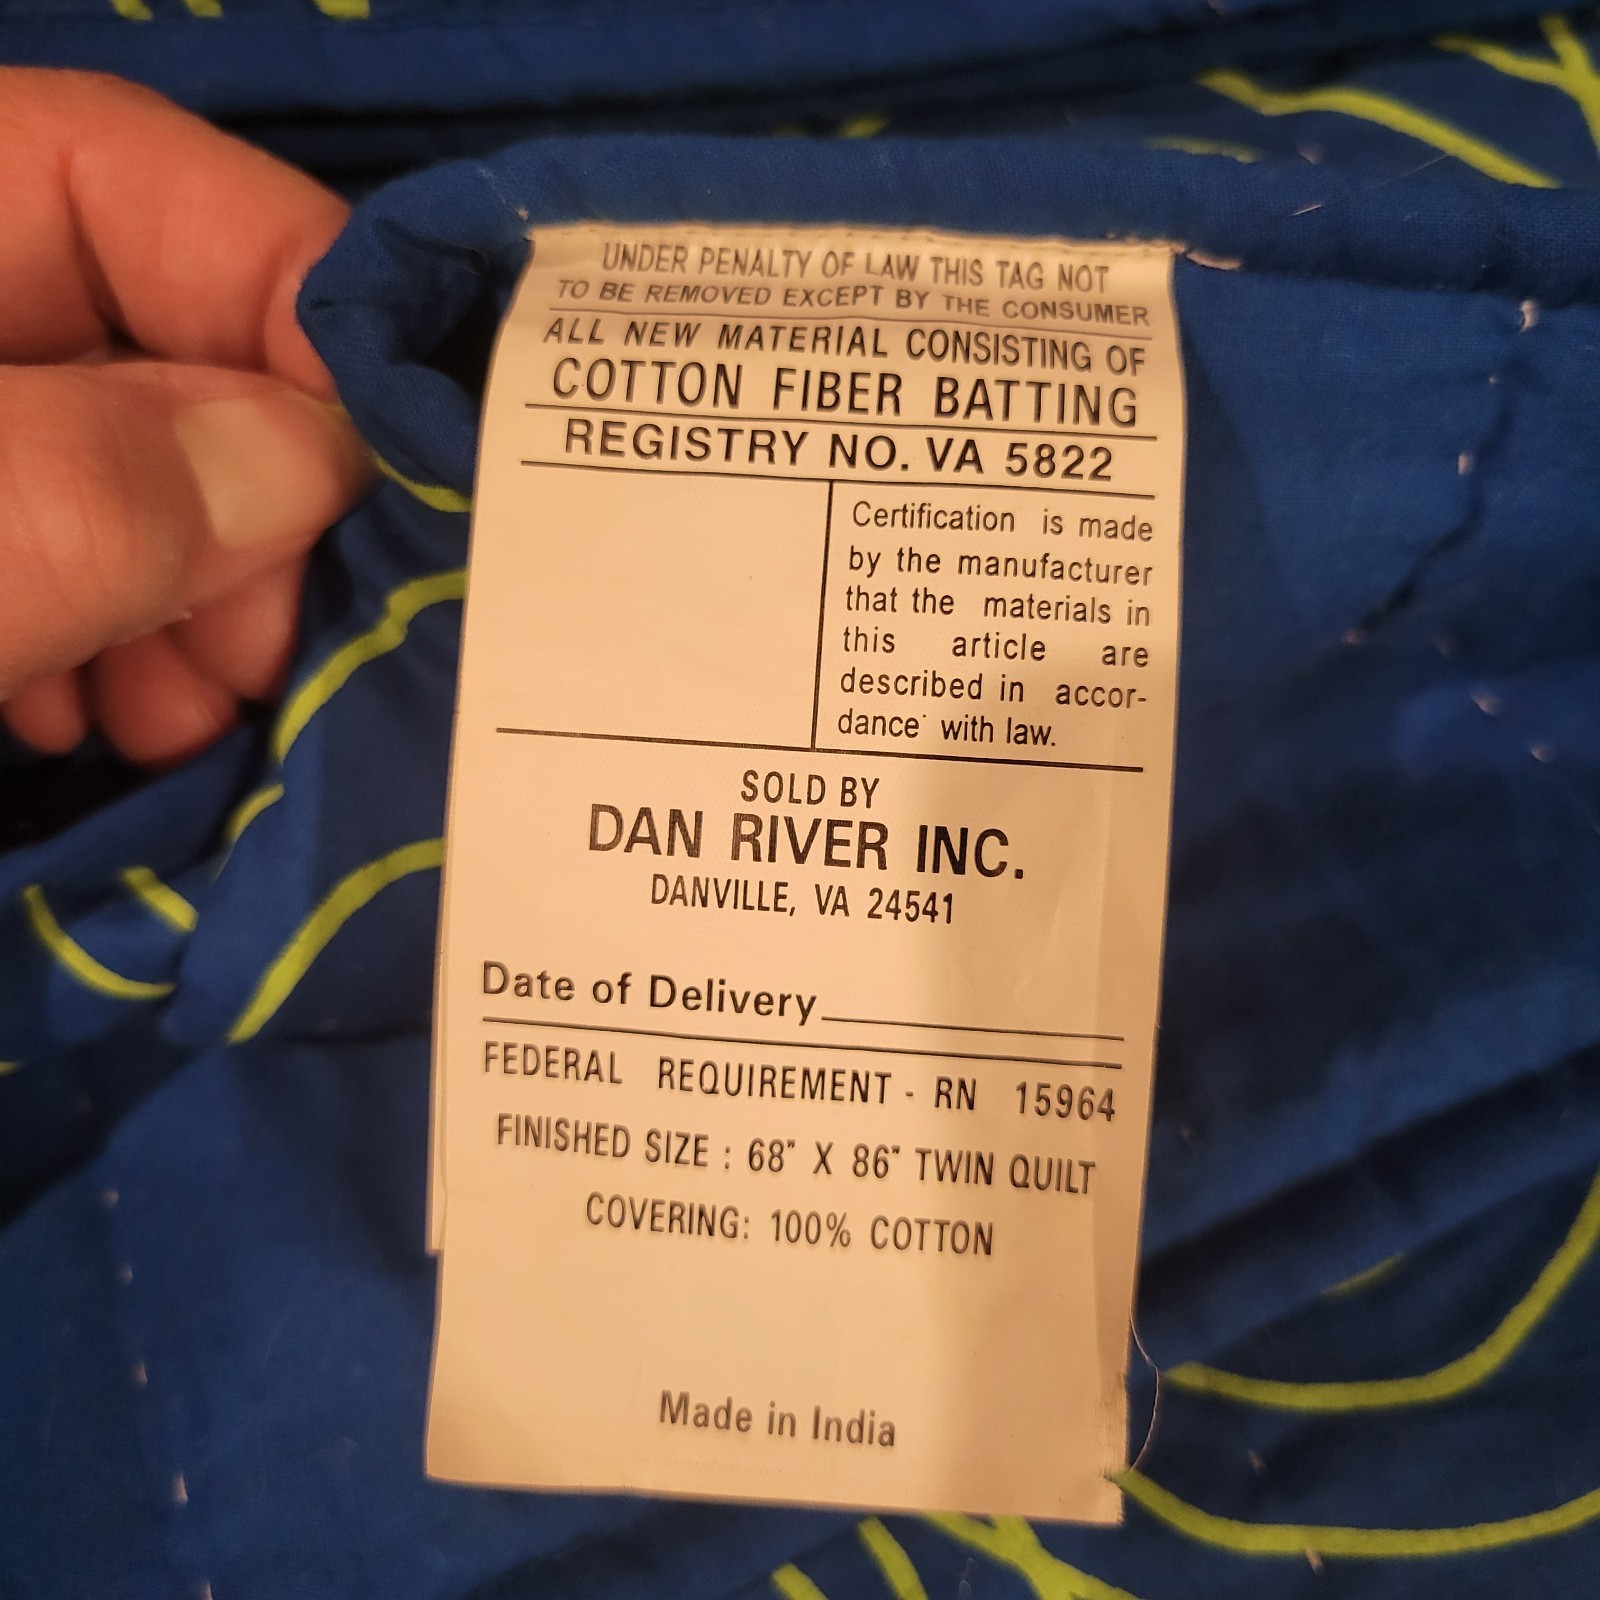 UNDER PENALTY OF LAW THIS TAG NOT
TO BE REMOVED EXCEPT BY THE CONSUMER
ALL NEW MATERIAL CONSISTING OF
COTTON FIBER BATTING
REGISTRY NO. VA 5822
Certification is made
by the manufacturer
that the materials in
this article are
described in accor-
dance with law.
SOLD BY
DAN RIVER INC.
DANVILLE, VA 24541
Date of Delivery
FEDERAL REQUIREMENT - RN 15964
FINISHED SIZE : 68" X 86" TWIN QUILT
COVERING: 100% COTTON
Made in India